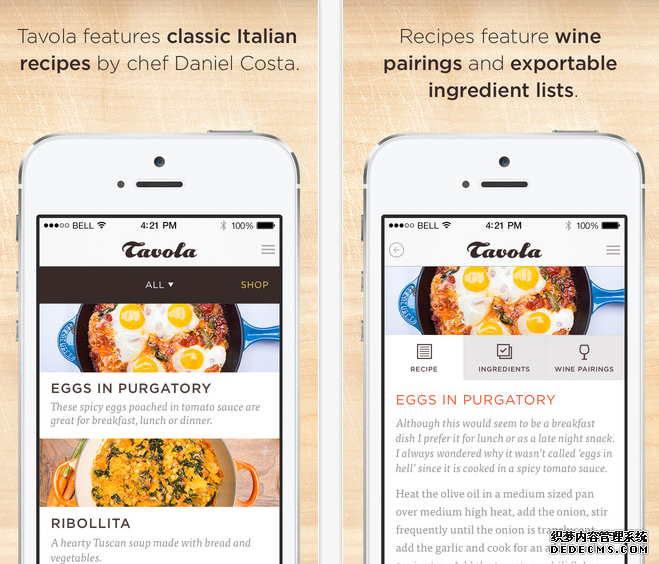 Tavola features classic Italian
recipes by chef Daniel Costa.
BELL 4:21 PM 100%
Tavola
ALL ▼ SHOP
EGGS IN PURGATORY
These spicy eggs poached in tomato sauce are
great for breakfast, lunch or dinner.
RIBOLLITA
A hearty Tuscan soup made with bread and
vegetables.
Recipes feature wine
pairings and exportable
ingredient lists.
BELL 4:21 PM 100%
Tavola
RECIPE INGREDIENTS WINE PAIRINGS
EGGS IN PURGATORY
Although this would seem to be a breakfast
dish I prefer it for lunch or as a late night snack.
I always wondered why it wasn't called 'eggs in
hell' since it is cooked in a spicy tomato sauce.
Heat the olive oil in a medium sized pan
over medium high heat, add the onion, stir
frequently until the onion is translucent
add the garlic and cook for an
织梦内容管理系统
DEDECMS.COM